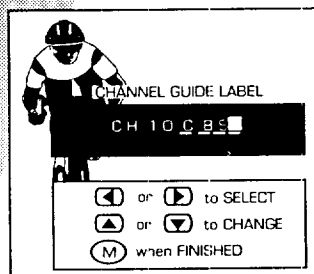 CHANNEL GUIDE LABEL
CH 10 CBS
◀ or ▶ to SELECT
▲ or ▼ to CHANGE
M when FINISHED